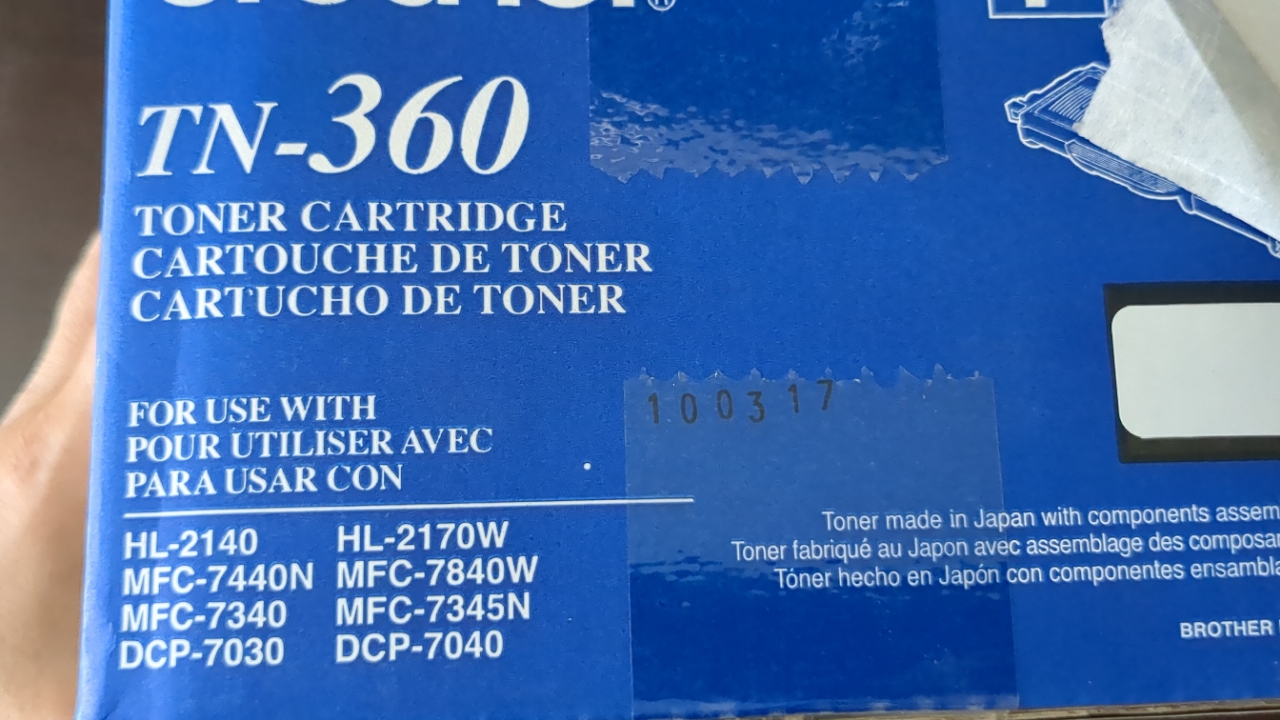 brother®
TN-360
TONER CARTRIDGE
CARTOUCHE DE TONER
CARTUCHO DE TONER
100317
FOR USE WITH
POUR UTILISER AVEC
PARA USAR CON
HL-2140 HL-2170W
MFC-7440N MFC-7840W
MFC-7340 MFC-7345N
DCP-7030 DCP-7040
Toner made in Japan with components
Toner fabriqué au Japon avec assemblage des
Tóner hecho en Japón con componentes
BROTHER